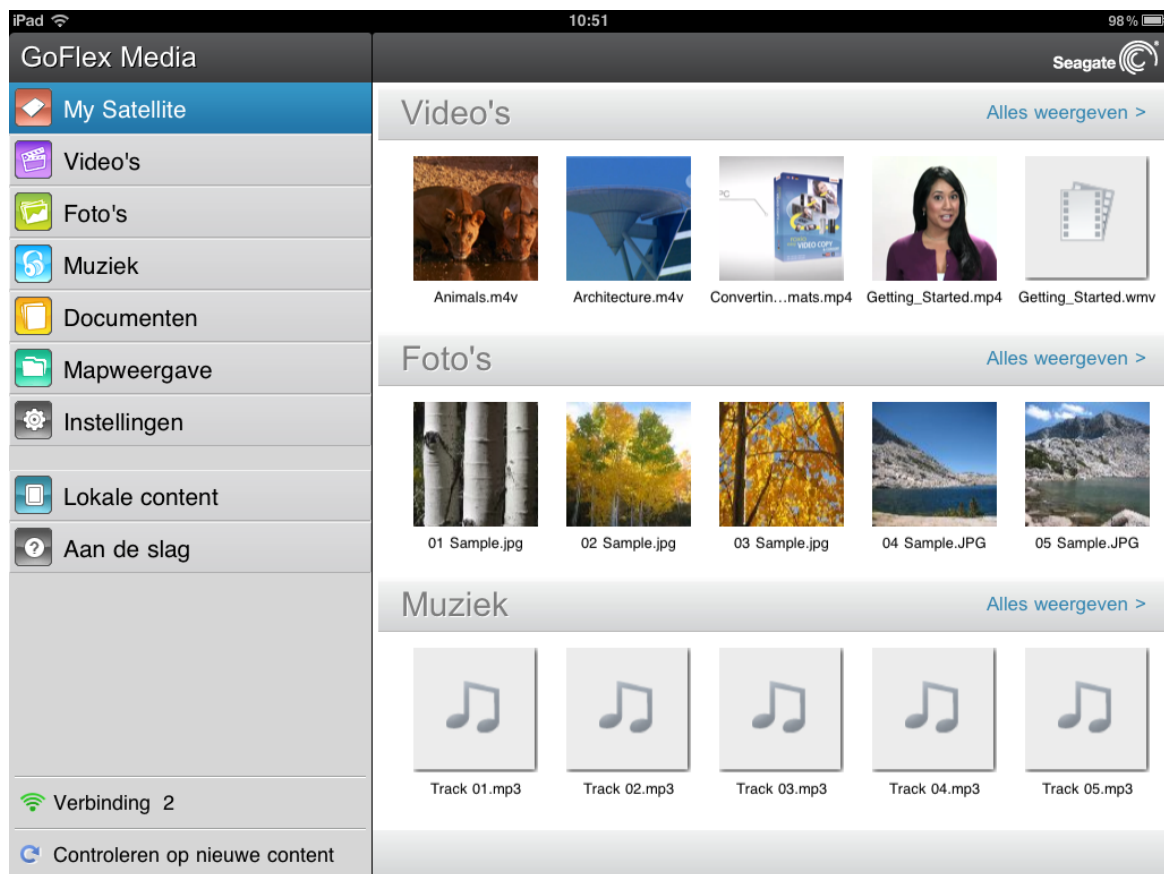 iPad 10:51 98%
GoFlex Media
Seagate
My Satellite
Video's
Foto's
Muziek
Documenten
Mapweergave
Instellingen
Lokale content
Aan de slag
Verbinding 2
Controleren op nieuwe content
Video's Alles weergeven >
PC
VIDEO COPY
Animals.m4v Architecture.m4v Convertin...mats.mp4 Getting_Started.mp4 Getting_Started.wmv
Foto's Alles weergeven >
01 Sample.jpg 02 Sample.jpg 03 Sample.jpg 04 Sample.JPG 05 Sample.JPG
Muziek Alles weergeven >
Track 01.mp3 Track 02.mp3 Track 03.mp3 Track 04.mp3 Track 05.mp3